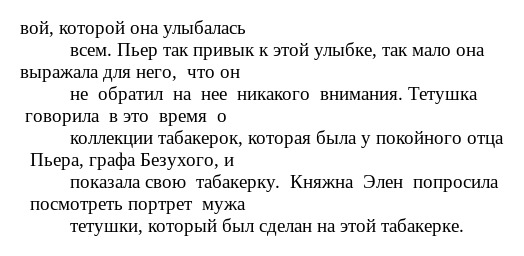 вой, которой она улыбалась
всем. Пьер так привык к этой улыбке, так мало она
выражала для него, что он
не обратил на нее никакого внимания. Тетушка
говорила в это время о
коллекции табакерок, которая была у покойного отца
Пьера, графа Безухого, и
показала свою табакерку. Княжна Элен попросила
посмотреть портрет мужа
тетушки, который был сделан на этой табакерке.